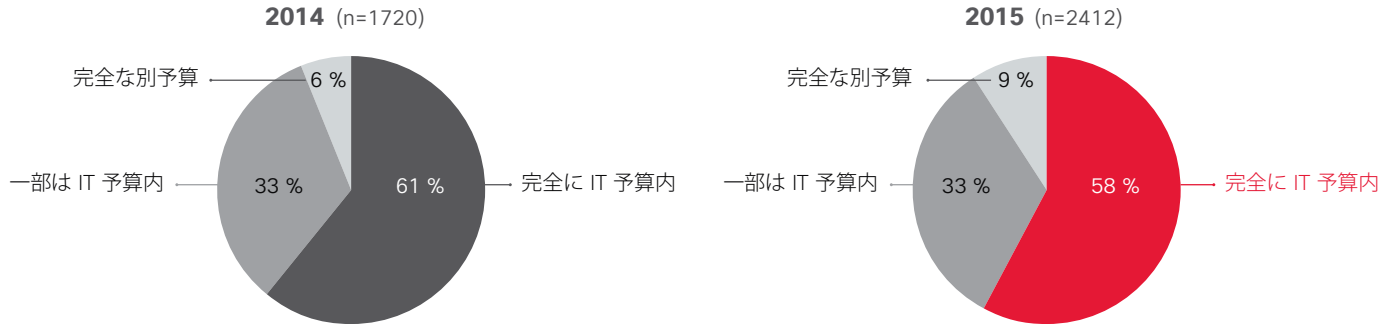 2014 (n=1720)
完全な別予算
6 %
一部は IT 予算内
33 %
61 %
完全に IT 予算内
2015 (n=2412)
完全な別予算
9 %
一部は IT 予算内
33 %
58 %
完全に IT 予算内